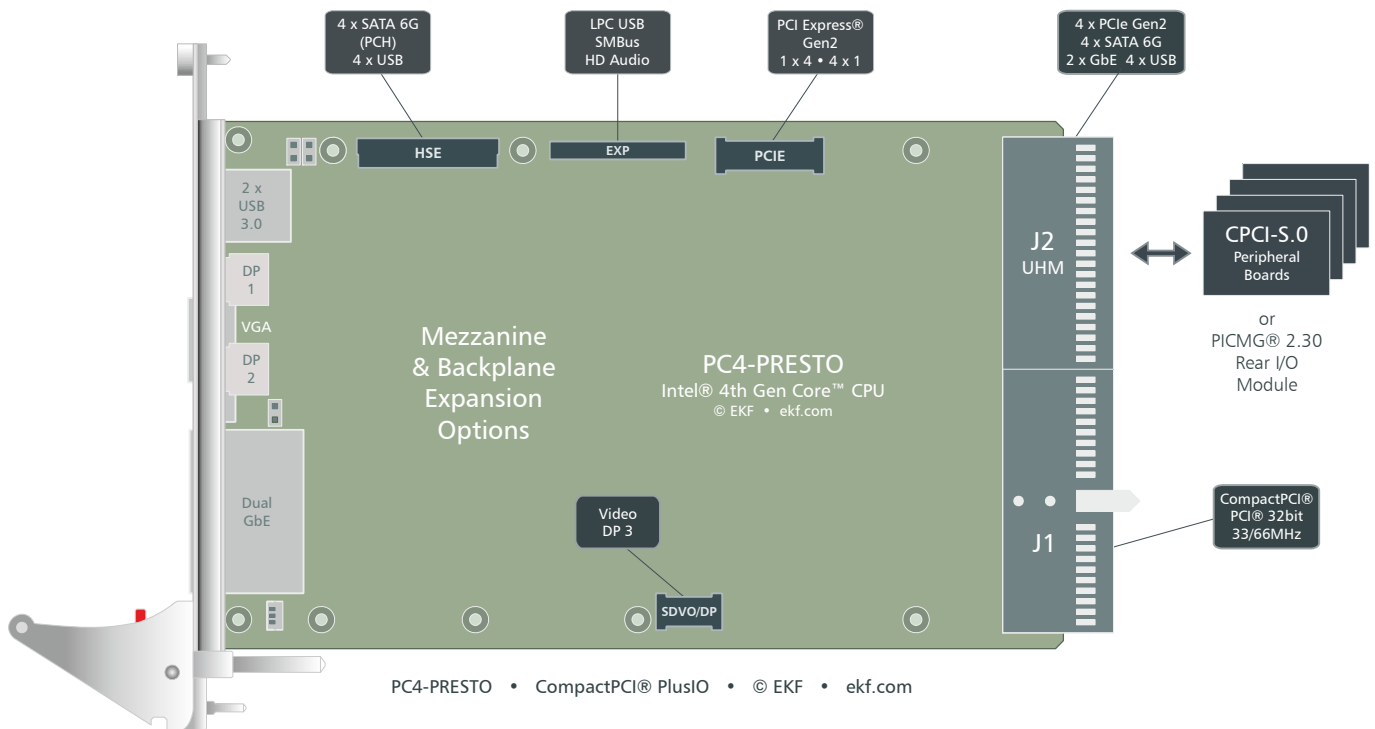 4 x SATA 6G
(PCH)
4 x USB
LPC USB
SMBus
HD Audio
PCI Express®
Gen2
1 x 4 • 4 x 1
4 x PCIe Gen2
4 x SATA 6G
2 x GbE 4 x USB
HSE
EXP
PCIE
2 x
USB
3.0
DP
1
VGA
DP
2
Dual
GbE
Mezzanine
& Backplane
Expansion
Options
PC4-PRESTO
Intel® 4th Gen Core™ CPU
© EKF • ekf.com
J2
UHM
CPCI-S.0
Peripheral
Boards
or
PICMG® 2.30
Rear I/O
Module
Video
DP 3
SDVO/DP
J1
CompactPCI®
PCI® 32bit
33/66MHz
PC4-PRESTO • CompactPCI® PlusIO • © EKF • ekf.com